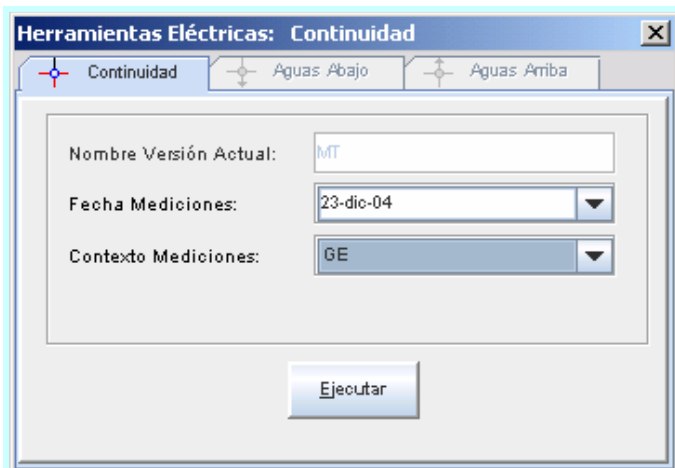 Herramientas Eléctricas: Continuidad
Continuidad Aguas Abajo Aguas Arriba
Nombre Versión Actual: MT
Fecha Mediciones: 23-dic-04
Contexto Mediciones: GE
Ejecutar